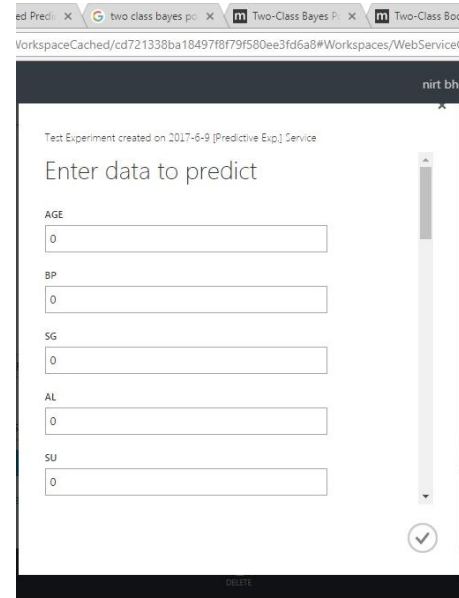 ed Predi two class bayes po Two-Class Bayes P Two-Class Boo
WorkspaceCached/cd721338ba18497f8f79f580ee3fd6a8#Workspaces/WebService
nirt bh
Test Experiment created on 2017-6-9 [Predictive Exp.] Service
Enter data to predict
AGE
0
BP
0
SG
0
AL
0
SU
0
DELETE